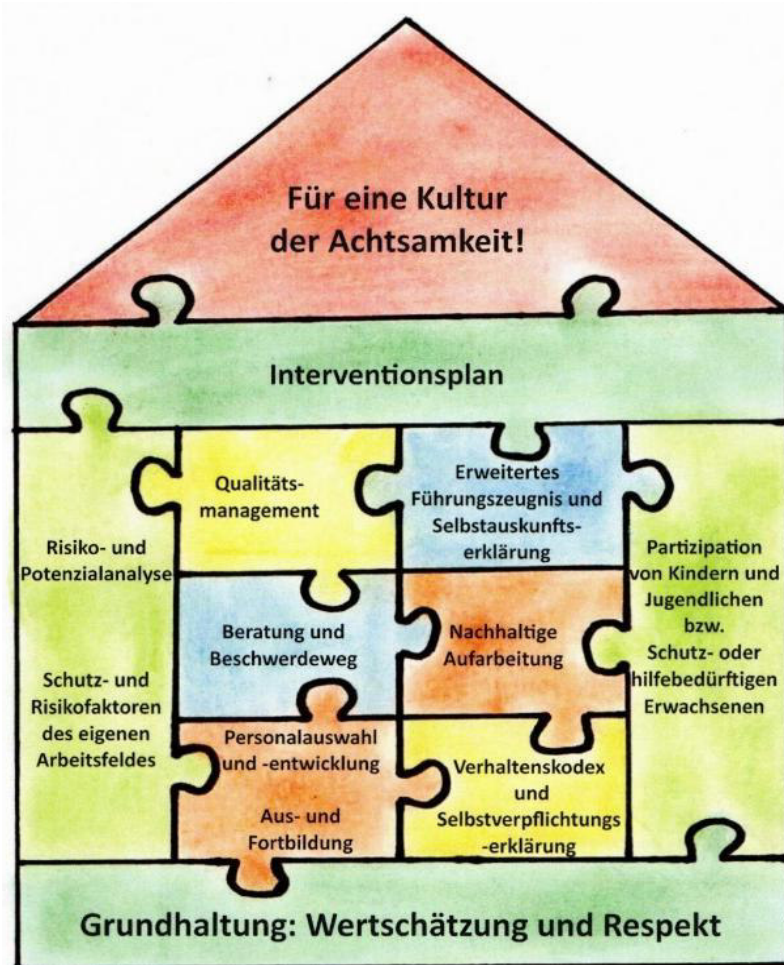 Für eine Kultur
der Achtsamkeit!
Interventionsplan
Risiko- und
Potenzialanalyse
Schutz- und
Risikofaktoren
des eigenen
Arbeitsfeldes
Qualitäts-
management
Erweitertes
Führungszeugnis und
Selbstauskunfts-
erklärung
Beratung und
Beschwerdeweg
Nachhaltige
Aufarbeitung
Personalauswahl
und -entwicklung
Aus- und
Fortbildung
Verhaltenskodex
und
Selbstverpflichtungs
-erklärung
Partizipation
von Kindern und
Jugendlichen
bzw.
Schutz- oder
hilfebedürftigen
Erwachsenen
Grundhaltung: Wertschätzung und Respekt